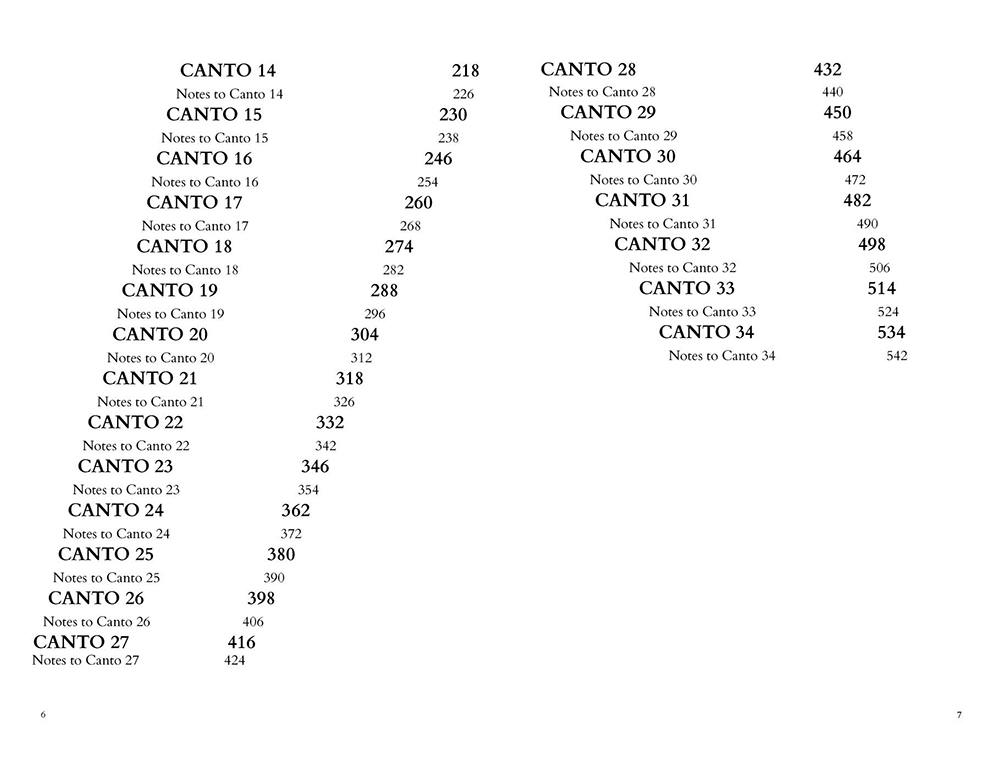 CANTO 14 218
Notes to Canto 14 226
CANTO 15 230
Notes to Canto 15 238
CANTO 16 246
Notes to Canto 16 254
CANTO 17 260
Notes to Canto 17 268
CANTO 18 274
Notes to Canto 18 282
CANTO 19 288
Notes to Canto 19 296
CANTO 20 304
Notes to Canto 20 312
CANTO 21 318
Notes to Canto 21 326
CANTO 22 332
Notes to Canto 22 342
CANTO 23 346
Notes to Canto 23 354
CANTO 24 362
Notes to Canto 24 372
CANTO 25 380
Notes to Canto 25 390
CANTO 26 398
Notes to Canto 26 406
CANTO 27 416
Notes to Canto 27 424
6
CANTO 28 432
Notes to Canto 28 440
CANTO 29 450
Notes to Canto 29 458
CANTO 30 464
Notes to Canto 30 472
CANTO 31 482
Notes to Canto 31 490
CANTO 32 498
Notes to Canto 32 506
CANTO 33 514
Notes to Canto 33 524
CANTO 34 534
Notes to Canto 34 542
7